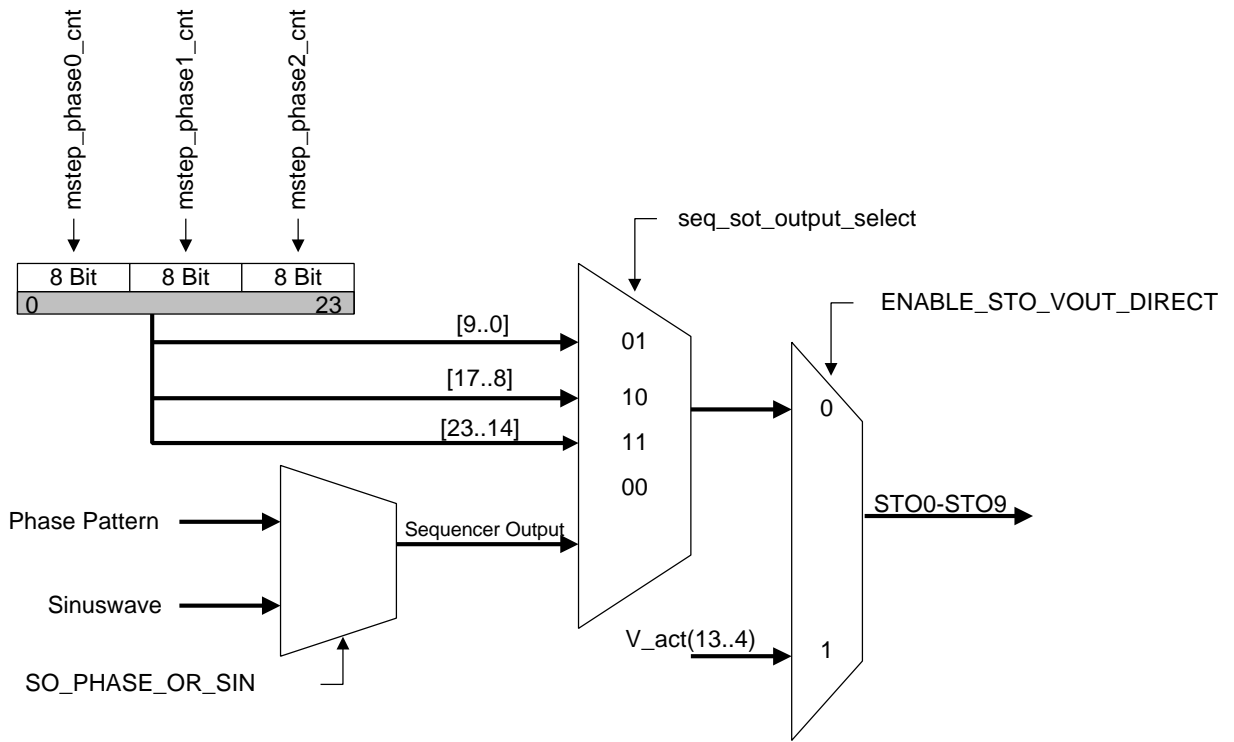 mstep_phase0_cnt
mstep_phase1_cnt
mstep_phase2_cnt
seq_sot_output_select
8 Bit 8 Bit 8 Bit
0 23
ENABLE_STO_VOUT_DIRECT
[9..0]
01
[17..8]
10
0
[23..14]
11
00
STO0-STO9
Phase Pattern
Sequencer Output
Sinuswave
V_act(13..4)
1
SO_PHASE_OR_SIN